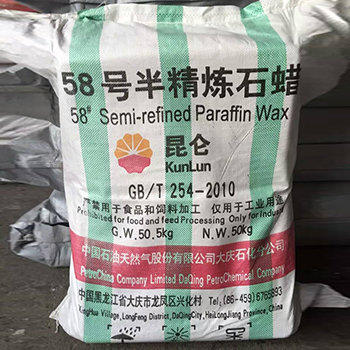 58号半精炼石蜡
58# Semi-refined Paraffin Wax
昆仑
KunLun
GB/T 254-2010
严禁用于食品和饲料加工 仅用于工业用途
Prohibited for food and feed Processing Only for Industry
G.W.50.5kg N.W.50kg
中国石油天然气股份有限公司大庆石化分公司
PetroChina Company Limited DaQing PetroChemical Company
中国黑龙江省大庆市龙凤区兴化村 Tel:(86-459)6765893
XingHua Village,LongFeng District,DaQingCity,HeiLongJiang Province,China